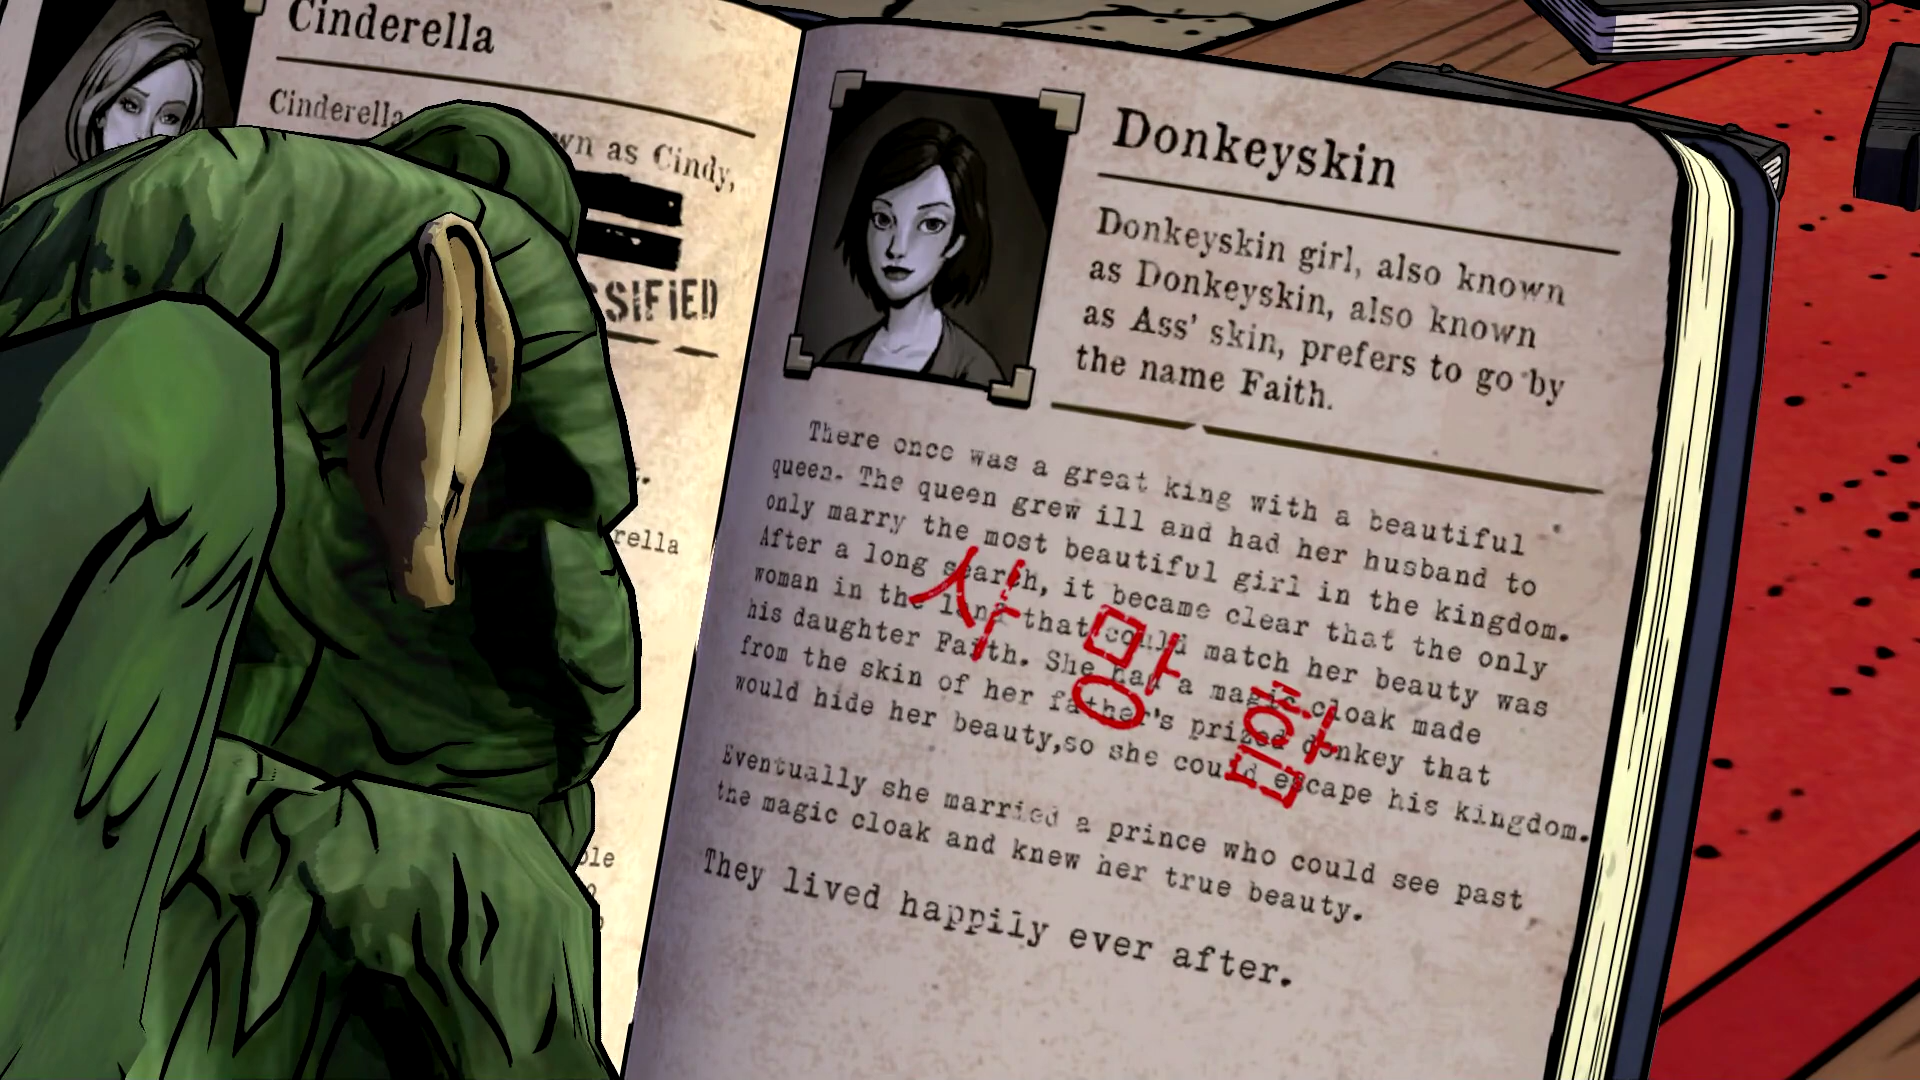 Cinderella
Cinderella
wn as Cindy,
SSIFIED
rella
Donkeyskin
Donkeyskin girl, also known
as Donkeyskin, also known
as Ass' skin, prefers to go by
the name Faith.
There once was a great king with a beautiful
queen. The queen grew ill and had her husband to
only marry the most beautiful girl in the kingdom.
After a long search, it became clear that the only
woman in the land that could match her beauty was
his daughter Faith. She had a magic cloak made
from the skin of her father's prized donkey that
would hide her beauty,so she could escape his kingdom.
사망함
Eventually she married a prince who could see past
the magic cloak and knew her true beauty.
They lived happily ever after.